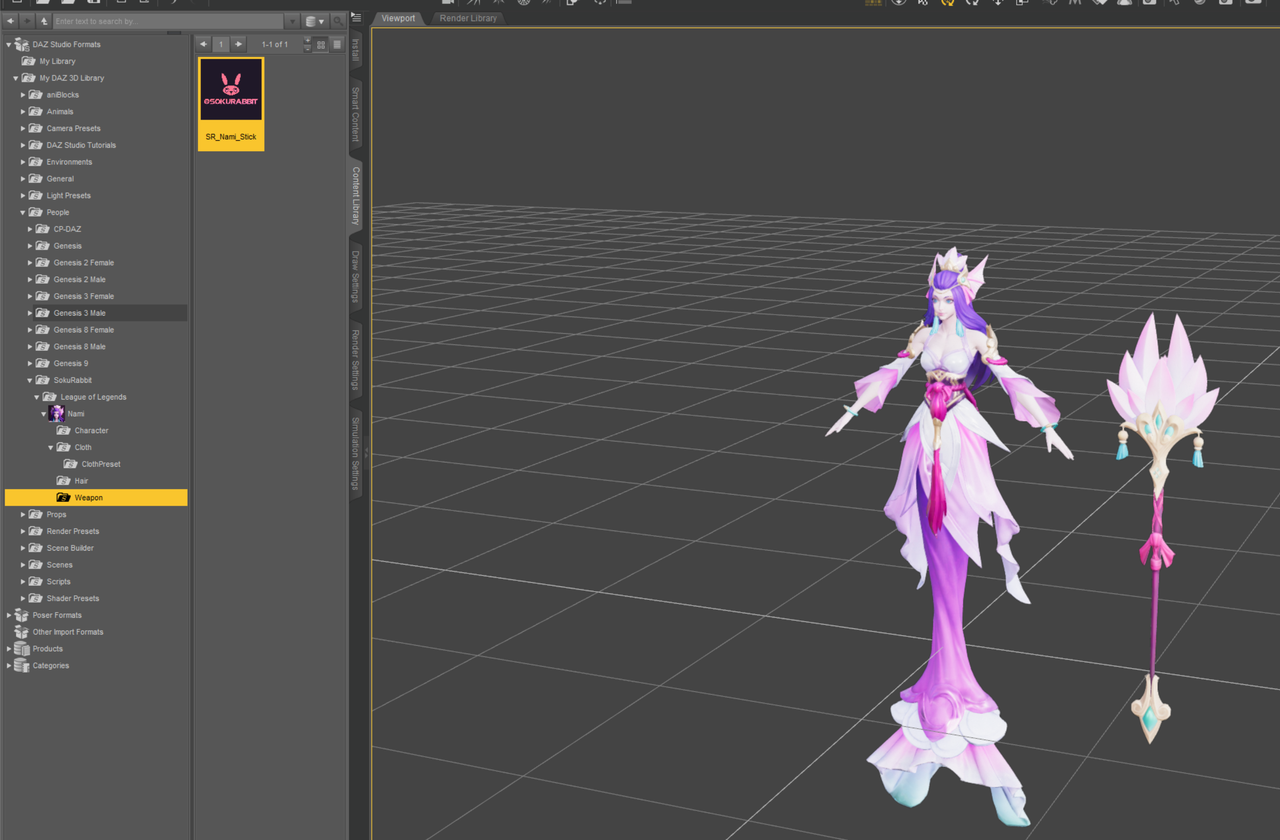 Viewport
Render Library
Enter text to search by...
1
1-1 of 1
DAZ Studio Formats
My Library
My DAZ 3D Library
aniBlocks
Animals
Camera Presets
DAZ Studio Tutorials
Environments
General
Light Presets
People
CP-DAZ
Genesis
Genesis 2 Female
Genesis 2 Male
Genesis 3 Female
Genesis 3 Male
Genesis 8 Female
Genesis 8 Male
Genesis 9
SokuRabbit
League of Legends
Nami
Character
Cloth
ClothPreset
Hair
Weapon
Props
Render Presets
Scene Builder
Scenes
Scripts
Shader Presets
Poser Formats
Other Import Formats
Products
Categories
@SOKURABBIT
SR_Nami_Stick
Install
Smart Content
Content Library
Draw Settings
Render Settings
Simulation Settings